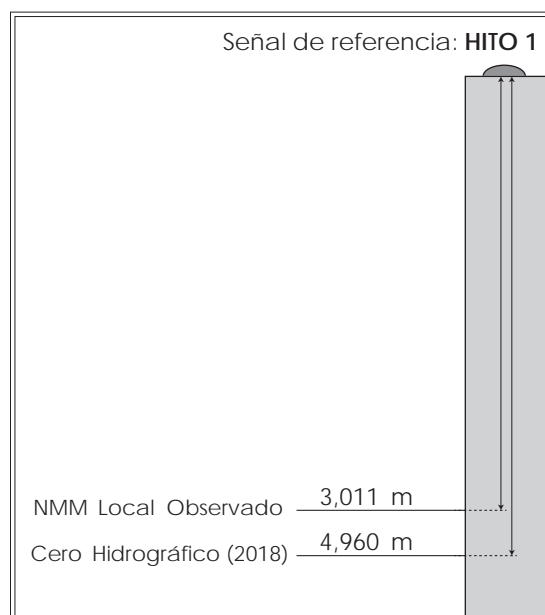 Señal de referencia: HITO 1
NMM Local Observado 3,011 m
Cero Hidrográfico (2018) 4,960 m